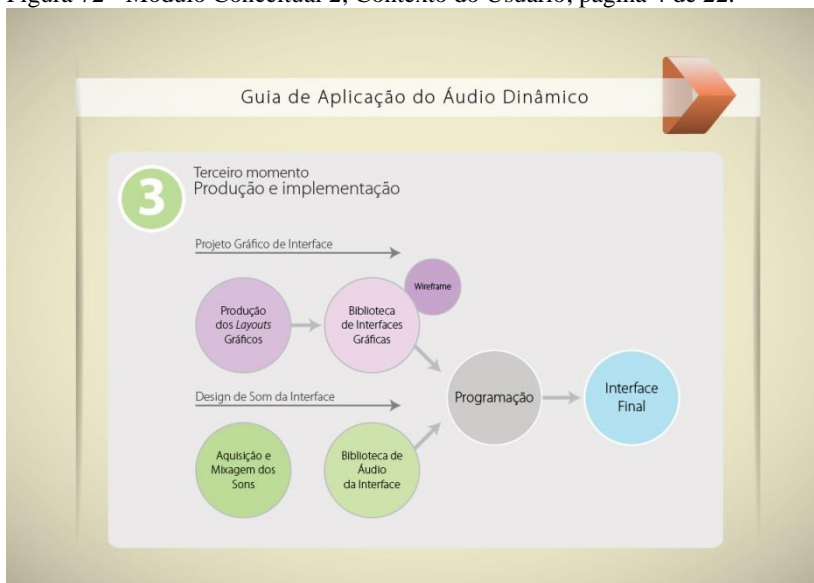 Figura 72 - Módulo Conceitual 2, Contexto do Usuário, página 4 de 22.
Guia de Aplicação do Áudio Dinâmico
3
Terceiro momento
Produção e implementação
Projeto Gráfico de Interface
Wireframe
Produção
dos Layouts
Gráficos
Biblioteca
de Interfaces
Gráficas
Programação
Interface
Final
Design de Som da Interface
Aquisição e
Mixagem dos
Sons
Biblioteca de
Áudio
da Interface